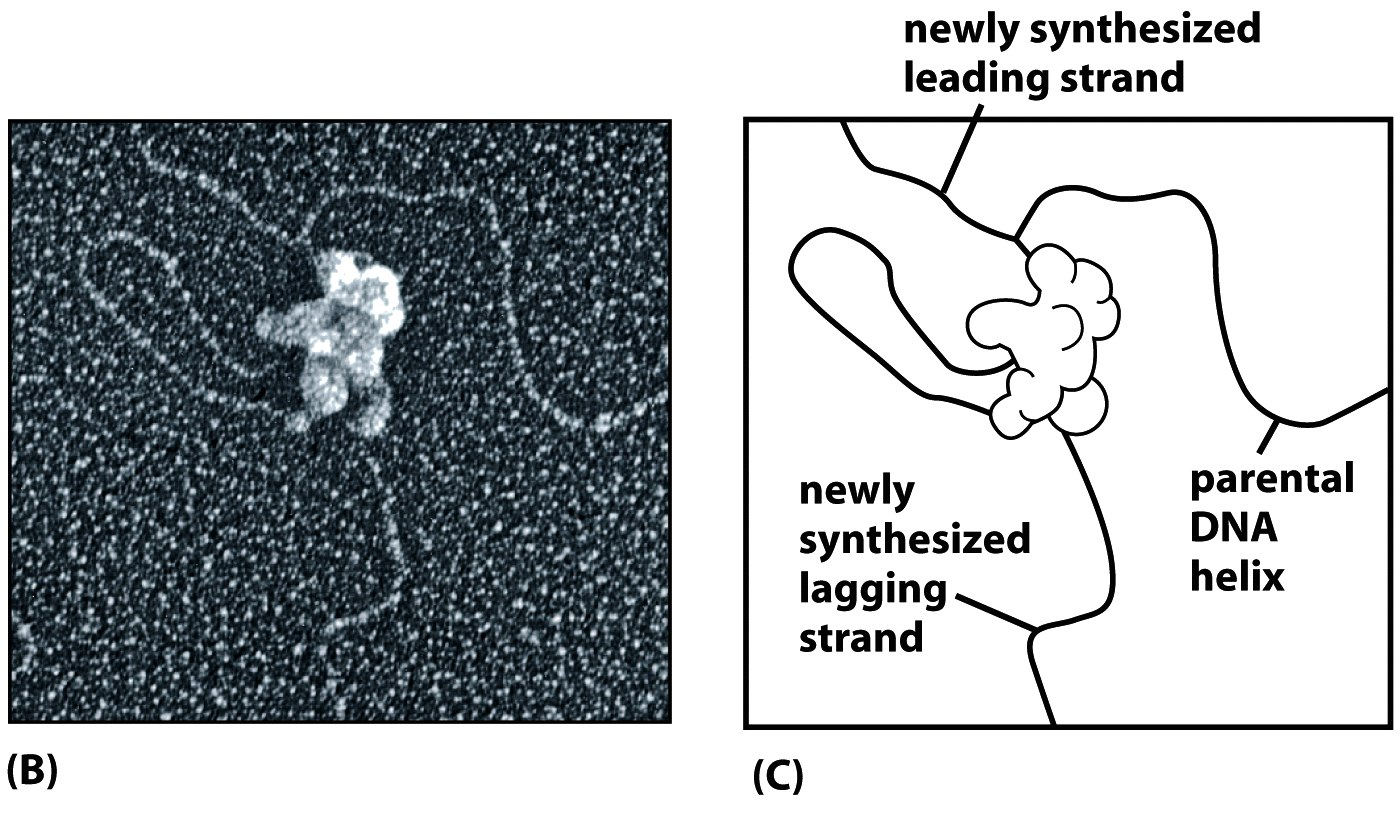 newly synthesized
leading strand
newly
synthesized
lagging
strand
parental
DNA
helix
(B)
(C)